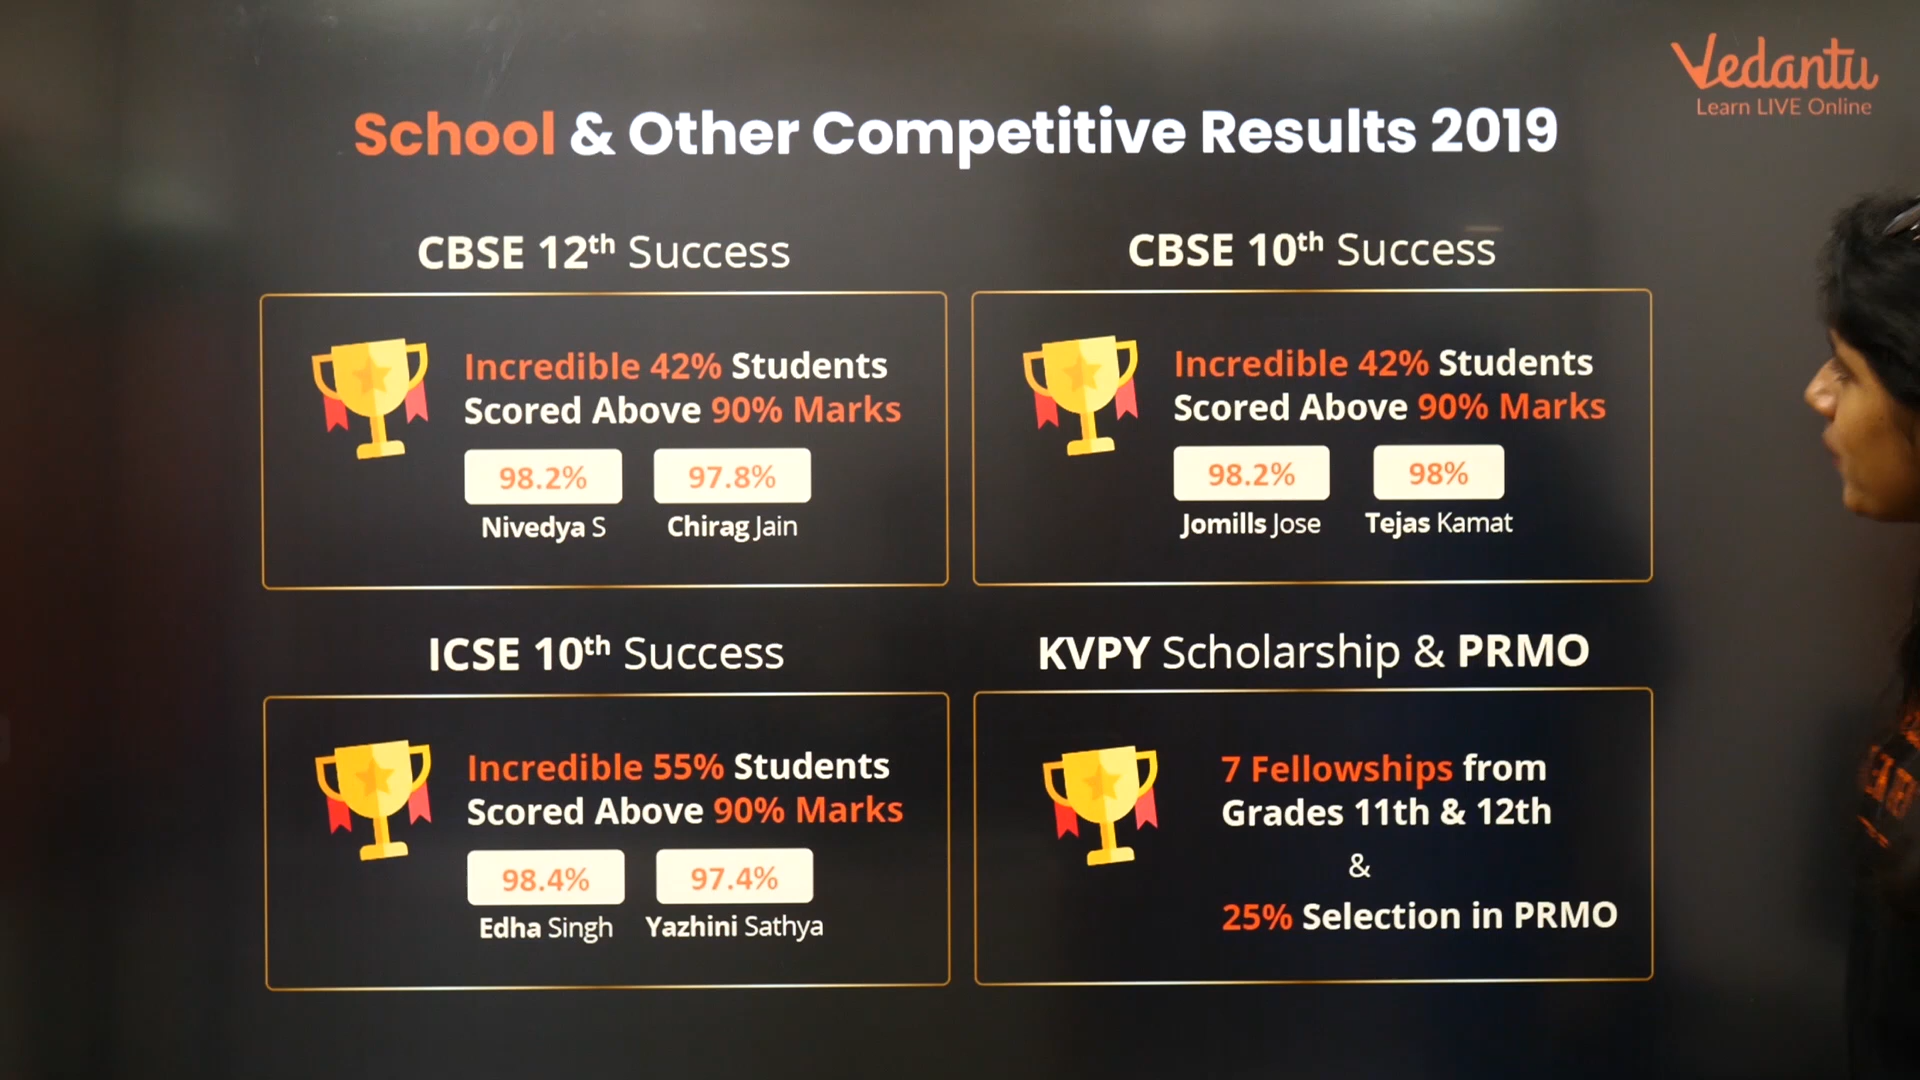 Vedantu
Learn LIVE Online
School & Other Competitive Results 2019
CBSE 12th Success
Incredible 42% Students
Scored Above 90% Marks
98.2% 97.8%
Nivedya S Chirag Jain
CBSE 10th Success
Incredible 42% Students
Scored Above 90% Marks
98.2% 98%
Jomills Jose Tejas Kamat
ICSE 10th Success
Incredible 55% Students
Scored Above 90% Marks
98.4% 97.4%
Edha Singh Yazhini Sathya
KVPY Scholarship & PRMO
7 Fellowships from
Grades 11th & 12th
&
25% Selection in PRMO